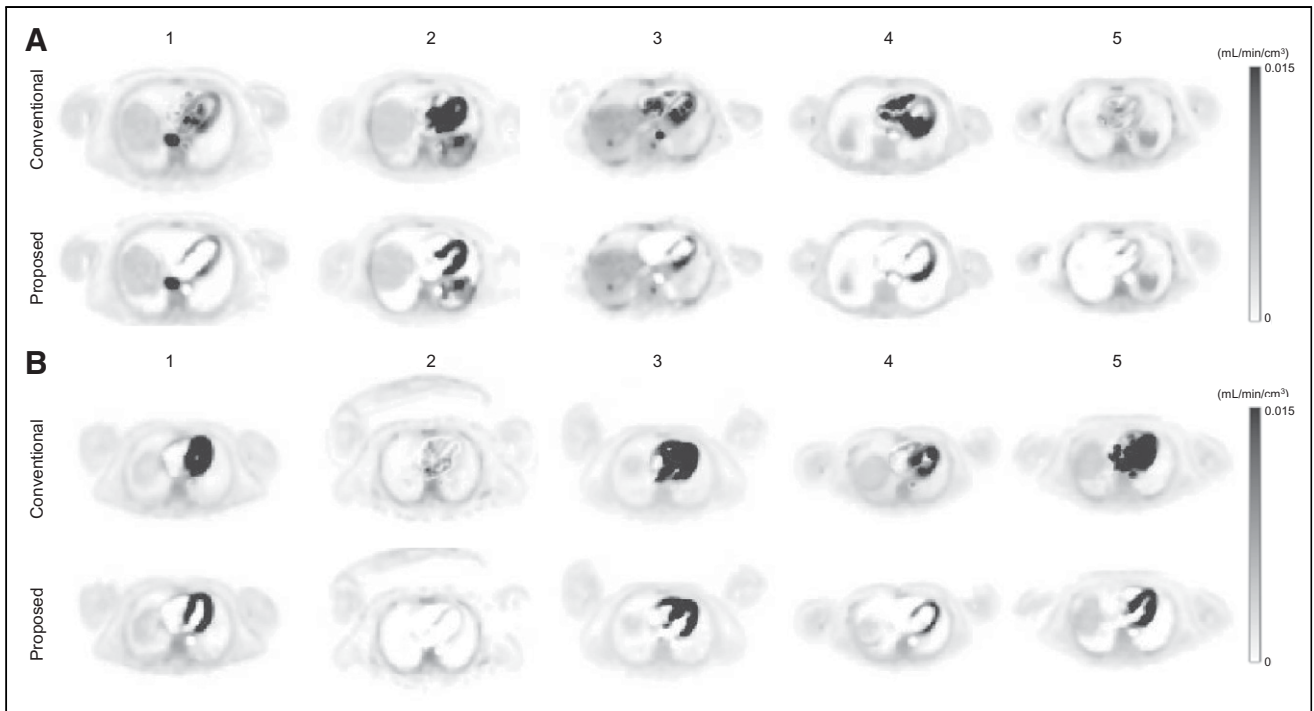 A
1 2 3 4 5
(mL/min/cm³)
Conventional
0.015
Proposed
0
B
1 2 3 4 5
(mL/min/cm³)
Conventional
0.015
Proposed
0